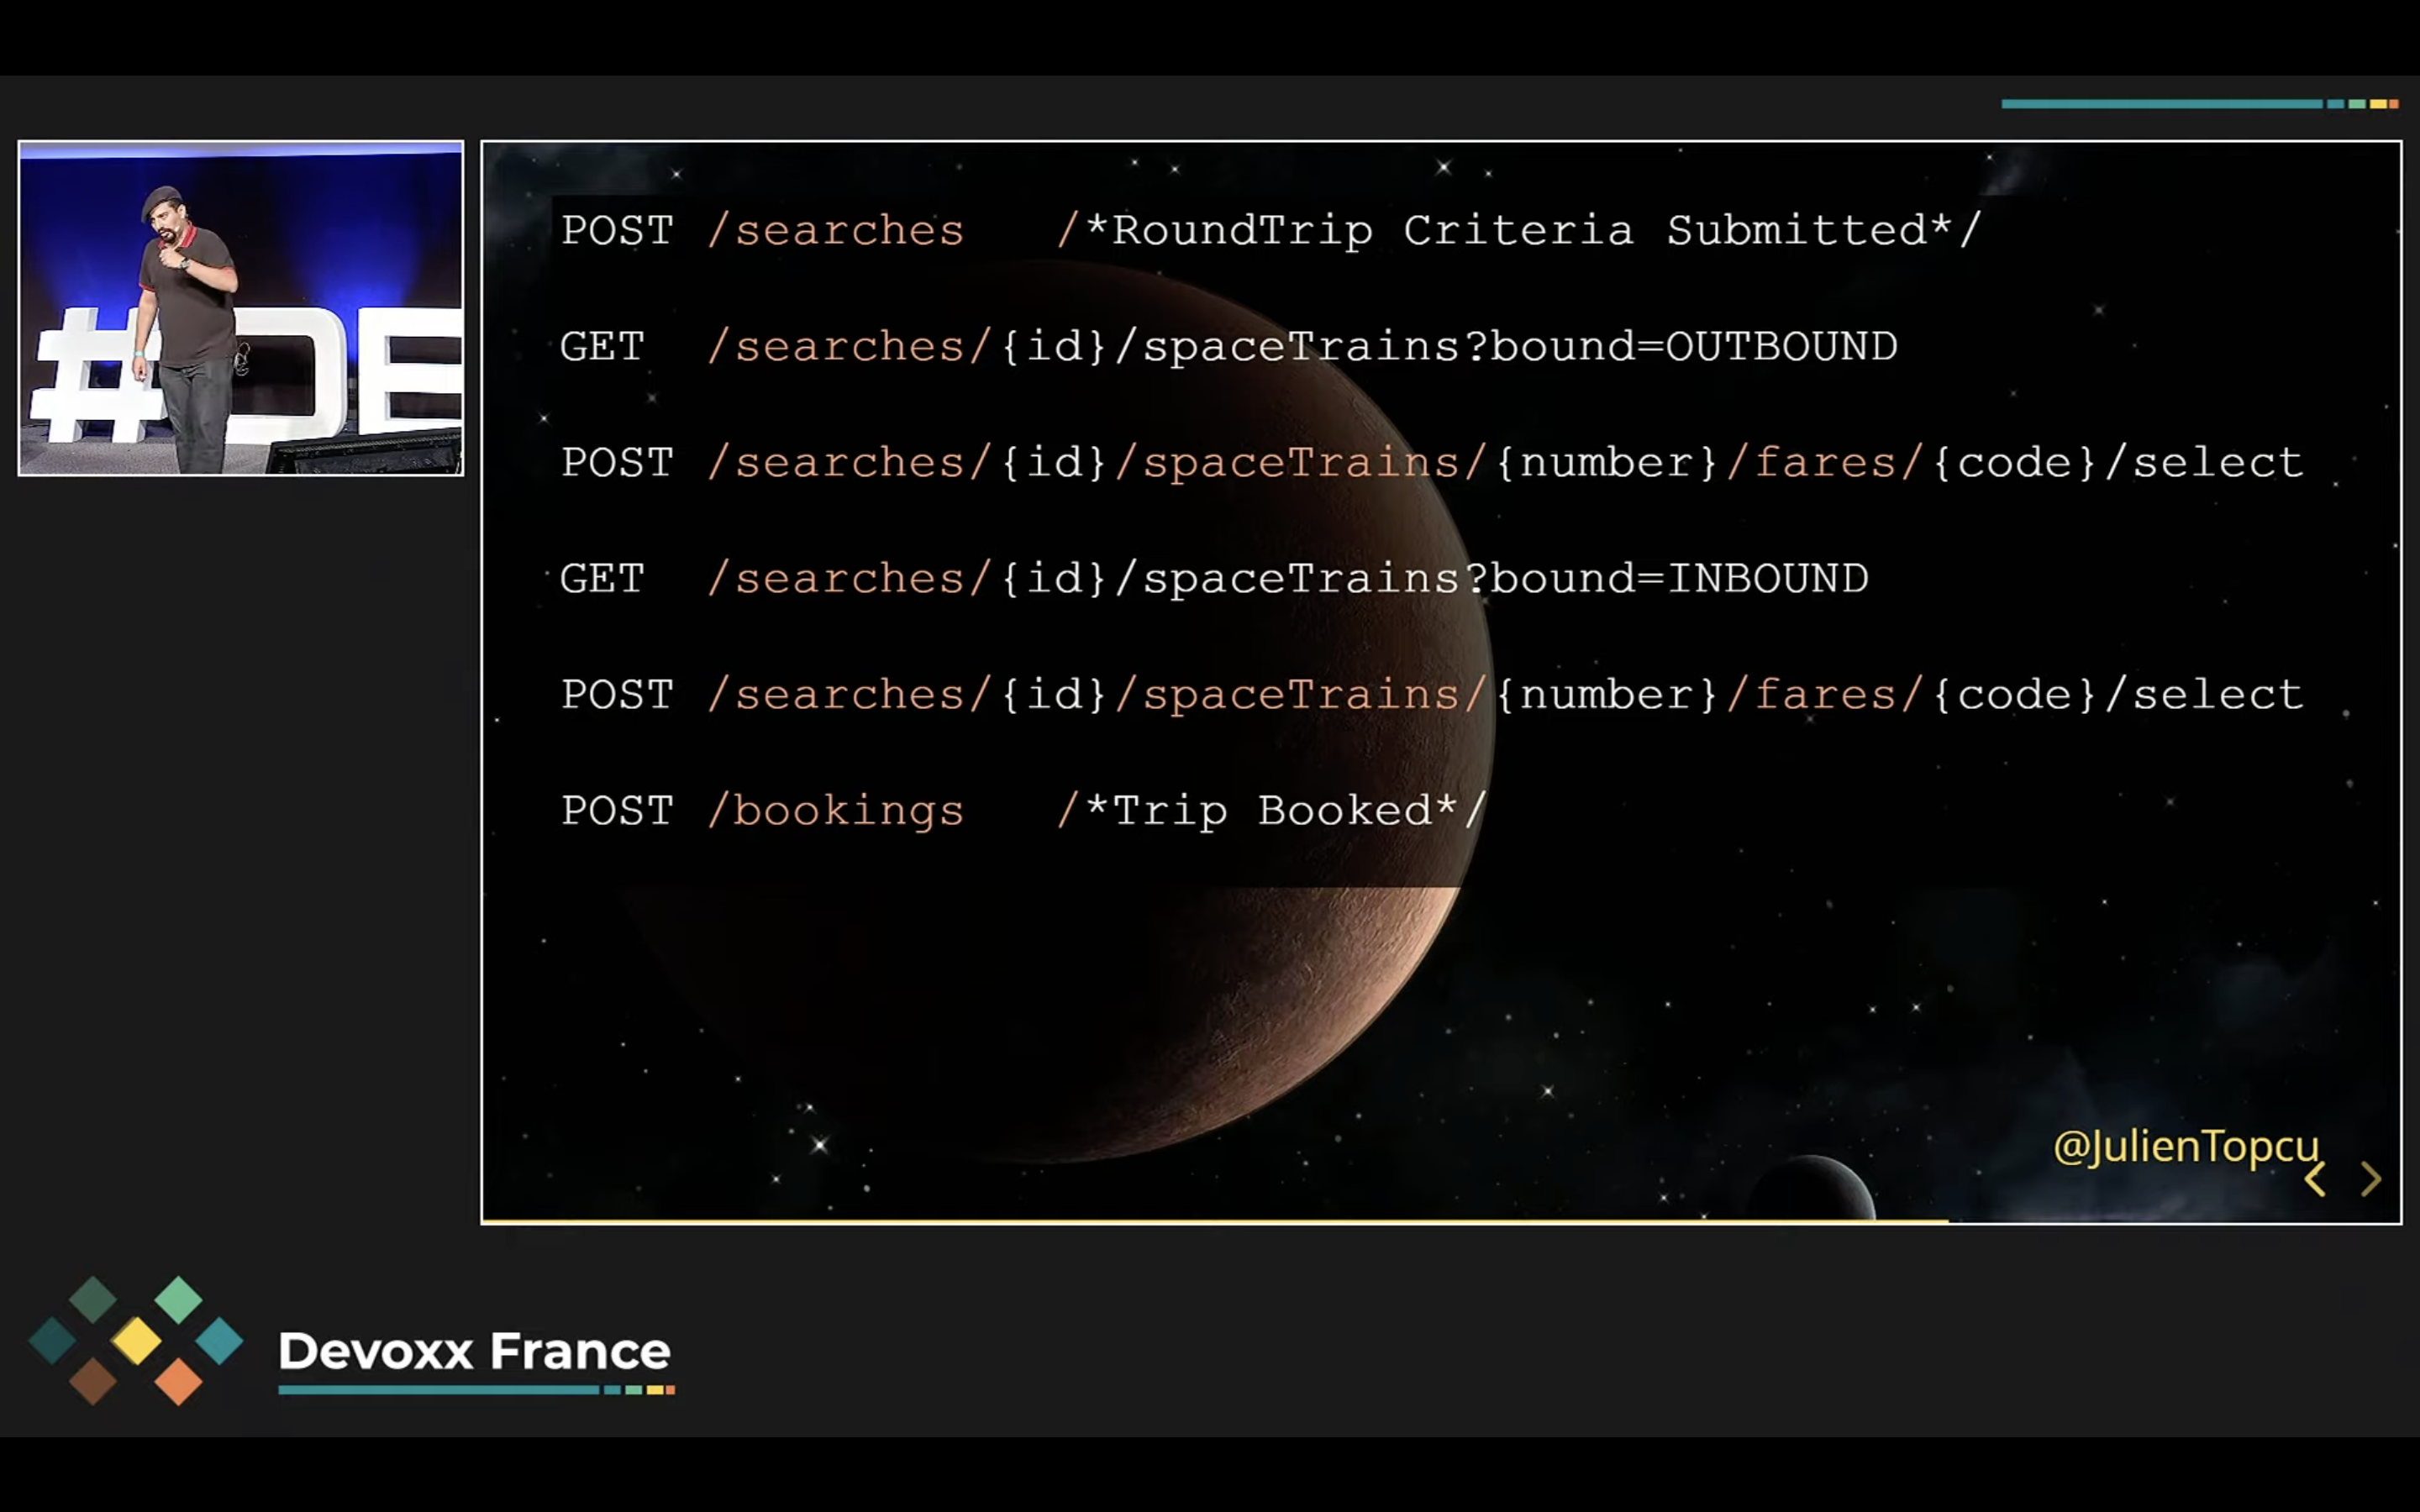 POST /searches /*RoundTrip Criteria Submitted*/
GET /searches/{id}/spaceTrains?bound=OUTBOUND
POST /searches/{id}/spaceTrains/{number}/fares/{code}/select
GET /searches/{id}/spaceTrains?bound=INBOUND
POST /searches/{id}/spaceTrains/{number}/fares/{code}/select
POST /bookings /*Trip Booked*/
@JulienTopcu
#DE
Devoxx France